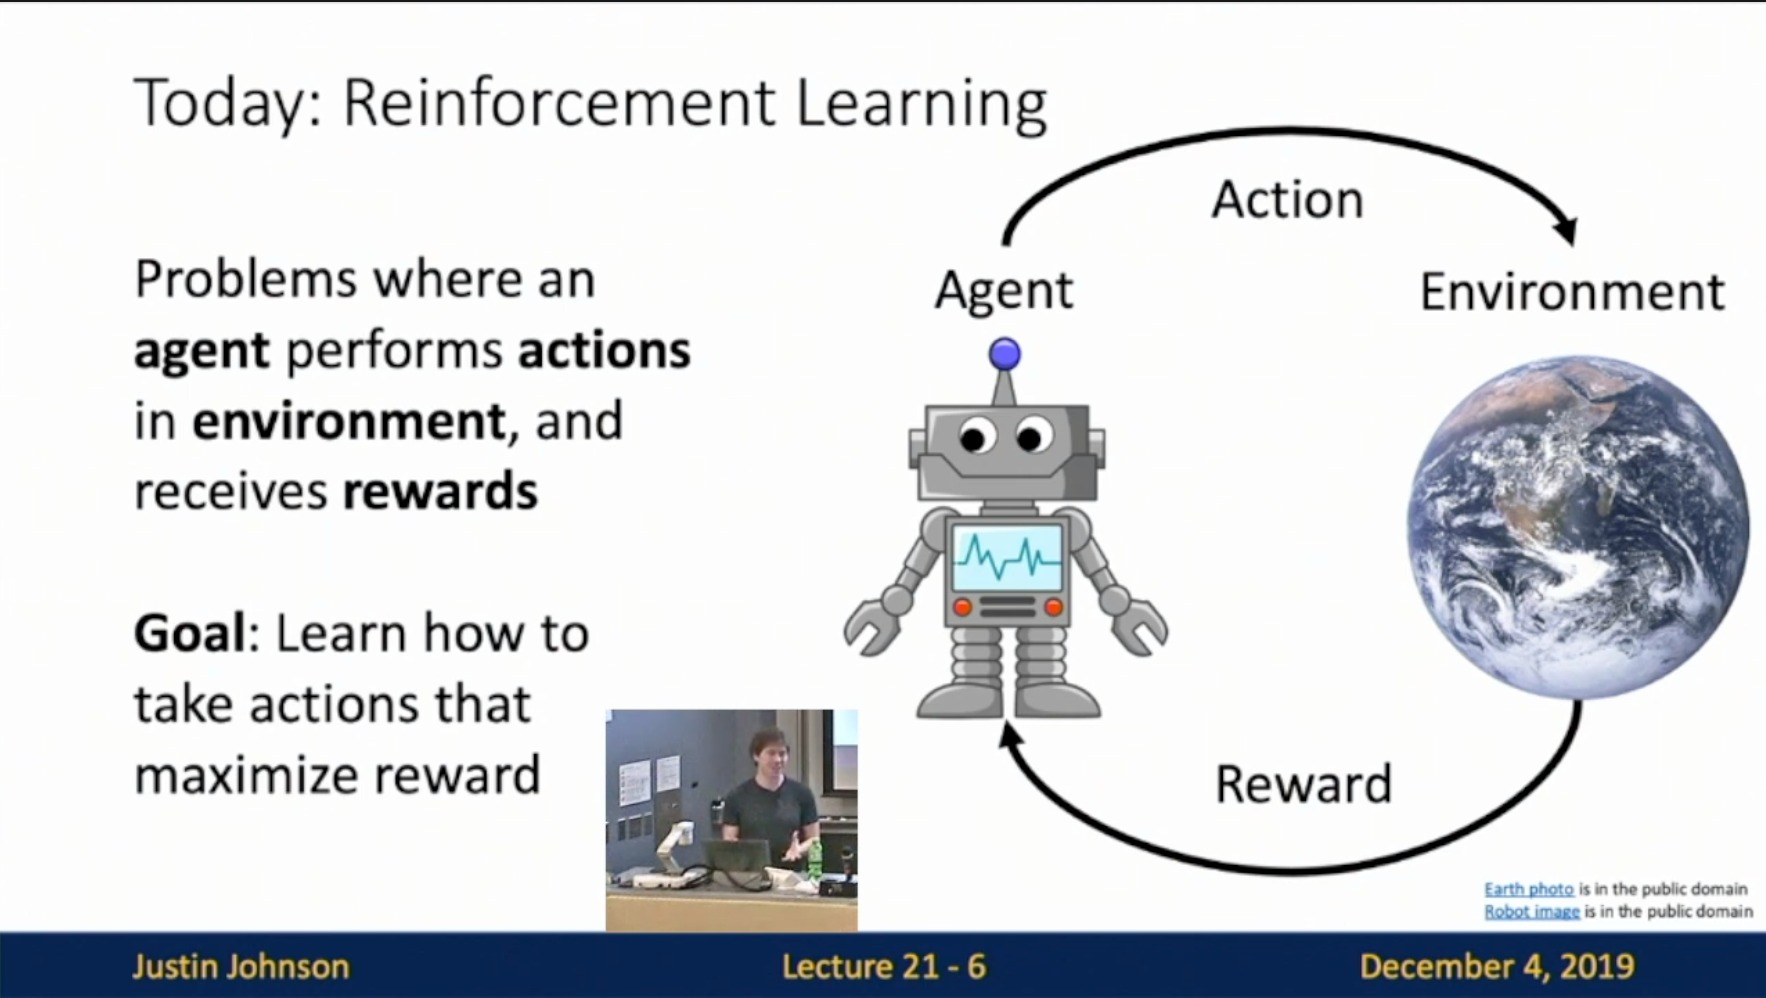 Today: Reinforcement Learning
Problems where an
agent performs actions
in environment, and
receives rewards
Goal: Learn how to
take actions that
maximize reward
Action
Agent
Environment
Reward
Earth photo is in the public domain
Robot image is in the public domain
Justin Johnson
Lecture 21 - 6
December 4, 2019